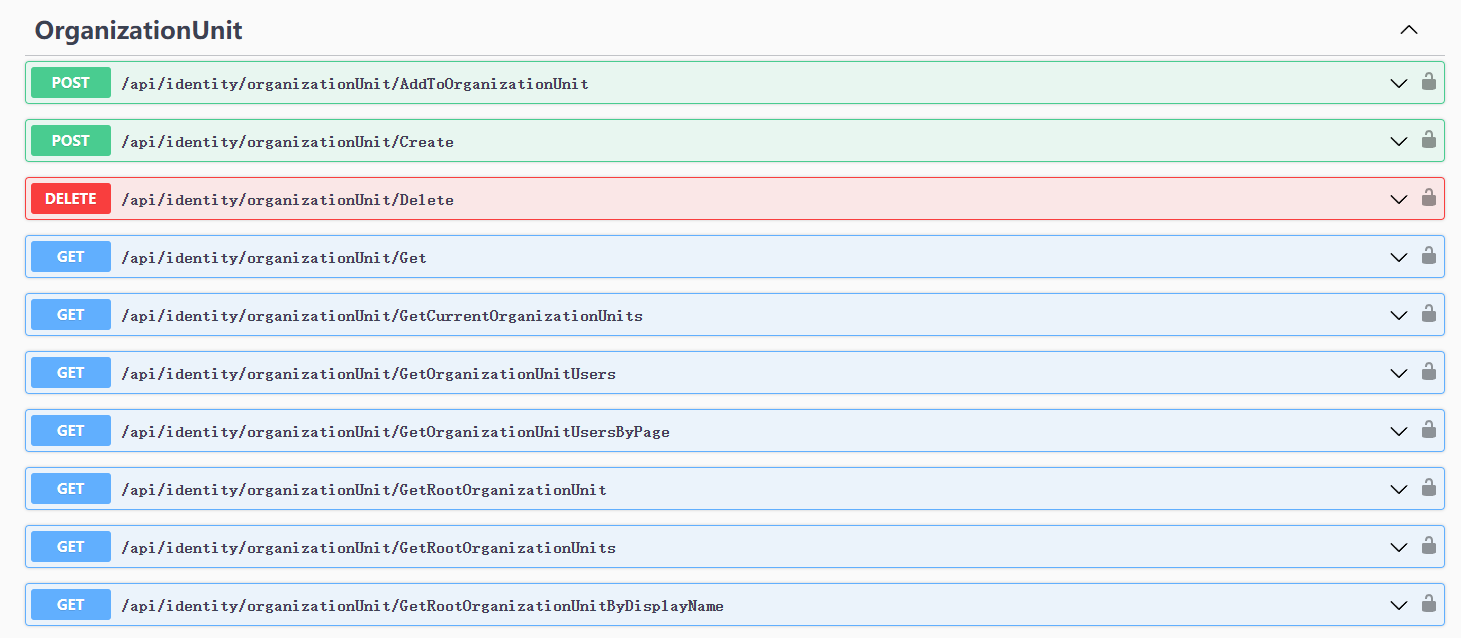 OrganizationUnit
POST /api/identity/organizationUnit/AddToOrganizationUnit
POST /api/identity/organizationUnit/Create
DELETE /api/identity/organizationUnit/Delete
GET /api/identity/organizationUnit/Get
GET /api/identity/organizationUnit/GetCurrentOrganizationUnits
GET /api/identity/organizationUnit/GetOrganizationUnitUsers
GET /api/identity/organizationUnit/GetOrganizationUnitUsersByPage
GET /api/identity/organizationUnit/GetRootOrganizationUnit
GET /api/identity/organizationUnit/GetRootOrganizationUnits
GET /api/identity/organizationUnit/GetRootOrganizationUnitByDisplayName